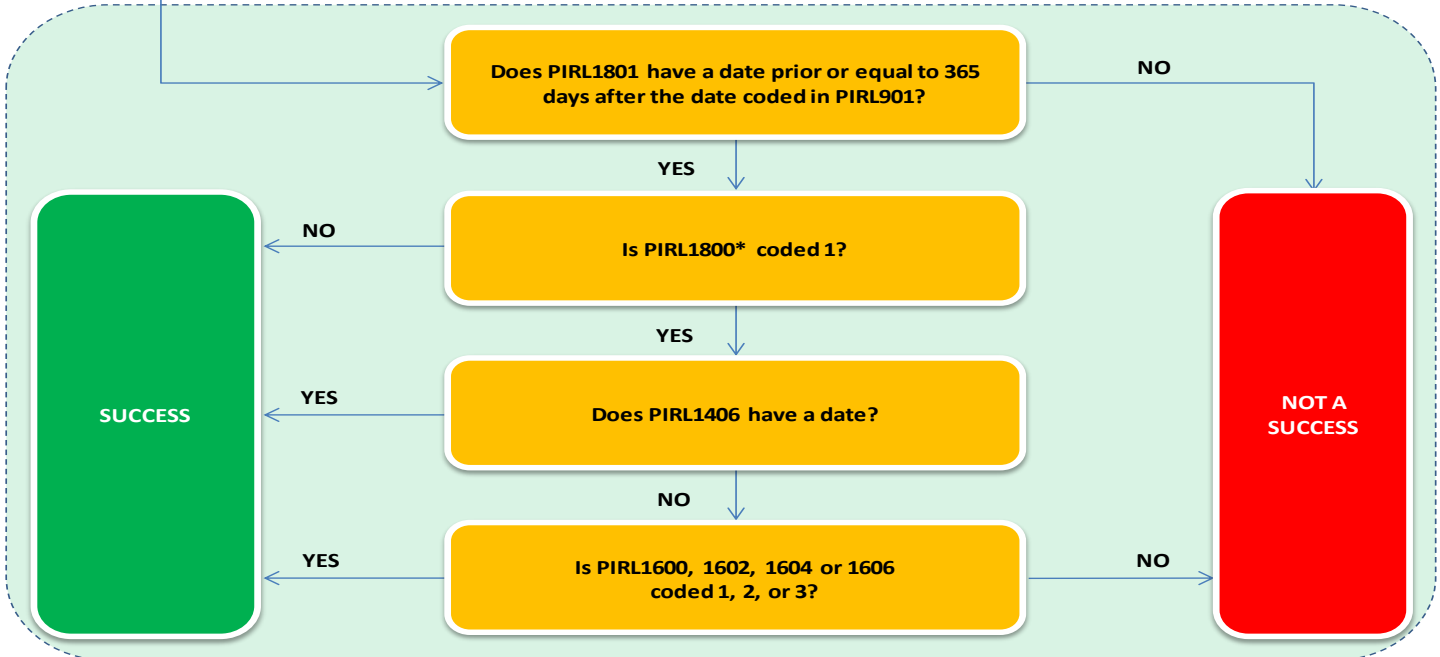 Does PIRL1801 have a date prior or equal to 365
days after the date coded in PIRL901?
NO
YES
NO
Is PIRL1800* coded 1?
YES
YES
Does PIRL1406 have a date?
SUCCESS
NOT A
SUCCESS
NO
YES
Is PIRL1600, 1602, 1604 or 1606
coded 1, 2, or 3?
NO